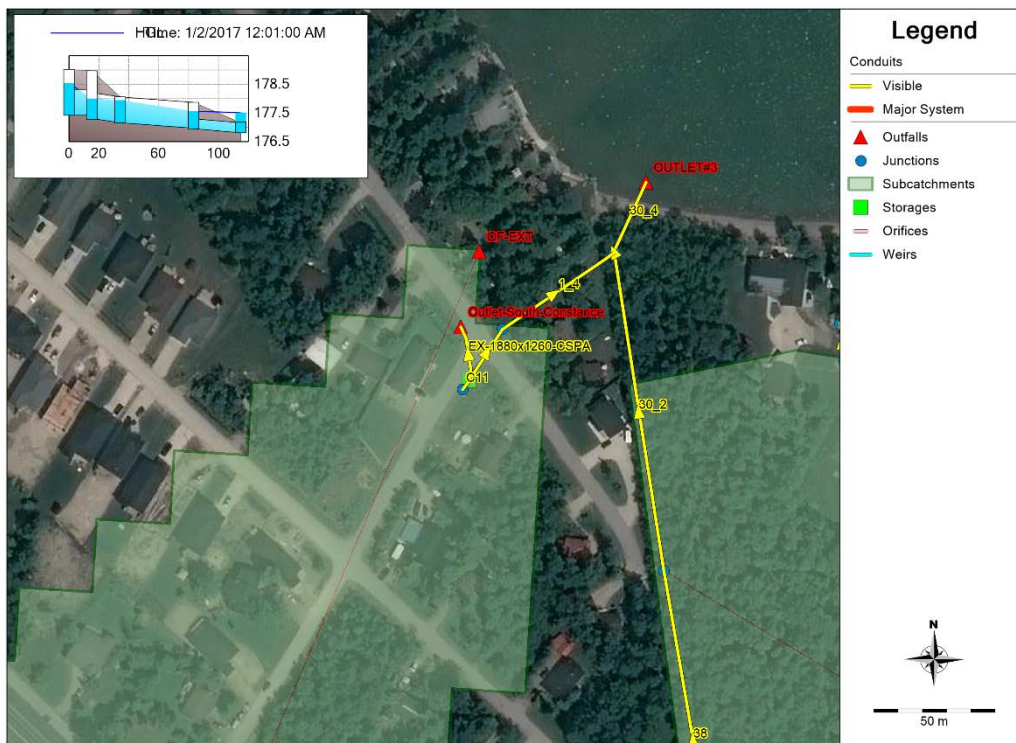 HGL Time: 1/2/2017 12:01:00 AM
178.5
177.5
176.5
0 20 60 100
OUTLET#3
30_4
OF-EXT
1_4
Outlet-South-Constance
EX-1880x1260-CSPA
C11
30_2
38
Legend
Conduits
Visible
Major System
Outfalls
Junctions
Subcatchments
Storages
Orifices
Weirs
N
50 m